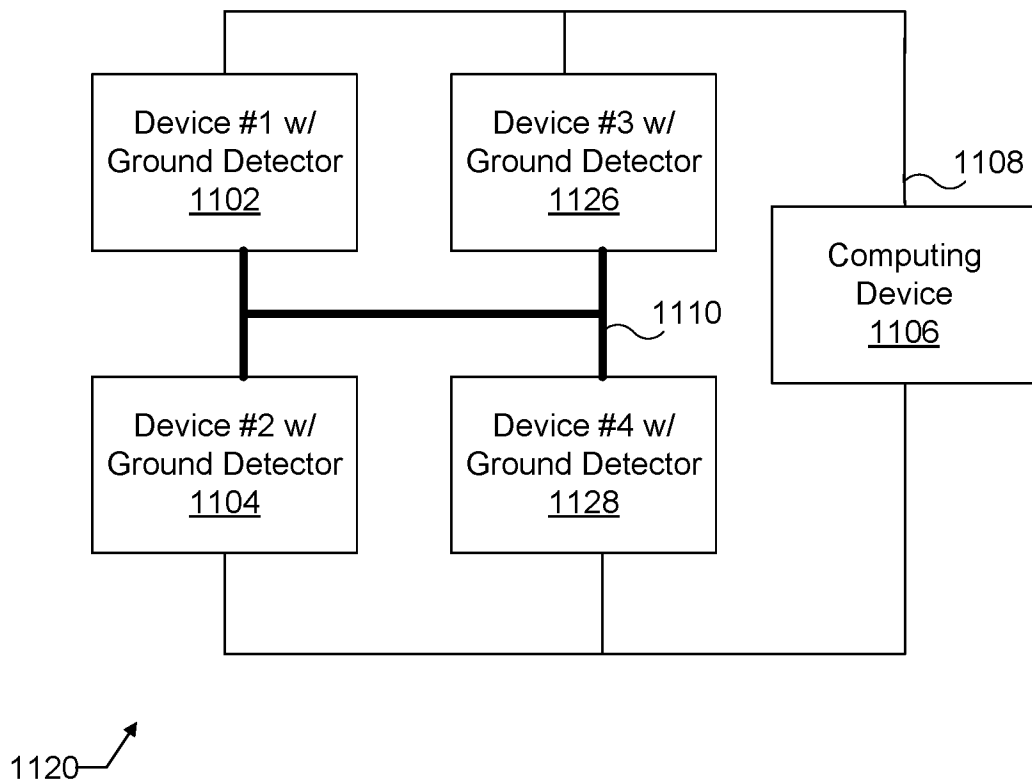 Device #1 w/
Ground Detector
1102
Device #3 w/
Ground Detector
1126
1108
Computing
Device
1106
1110
Device #2 w/
Ground Detector
1104
Device #4 w/
Ground Detector
1128
1120